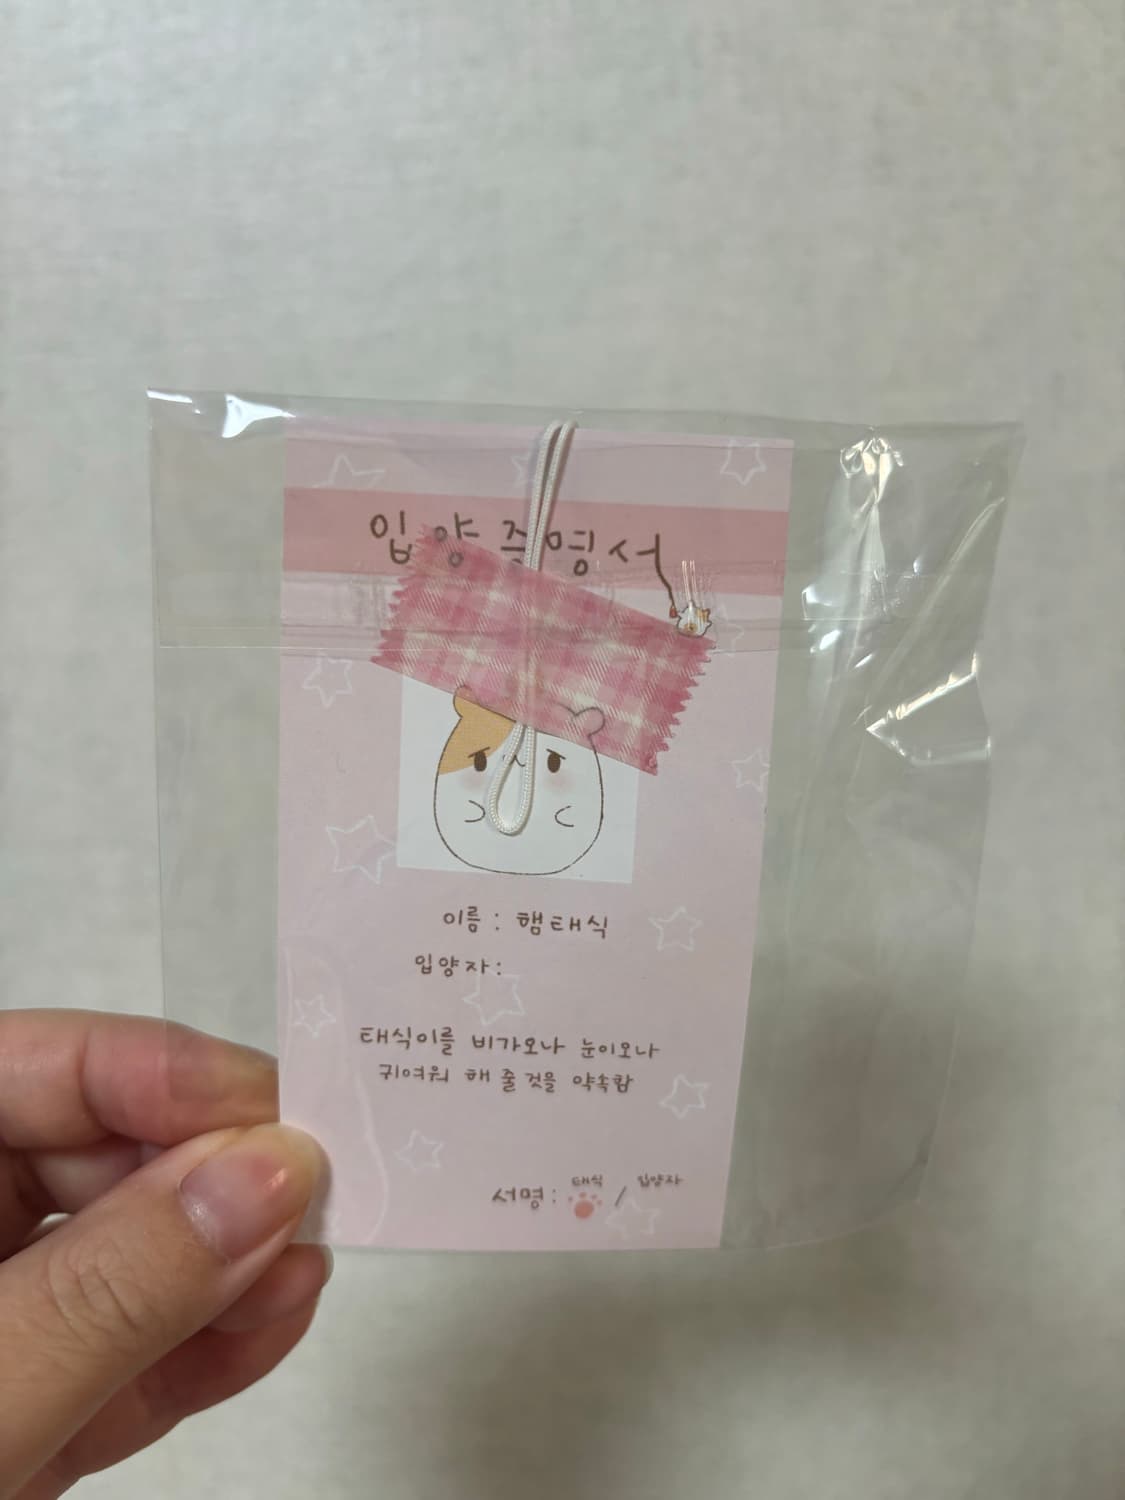 입양증명서
이름 : 햄태식
입양자:
태식이를 비가오나 눈이오나
귀여워 해 줄것을 약속함
태식 입양자
서명: /